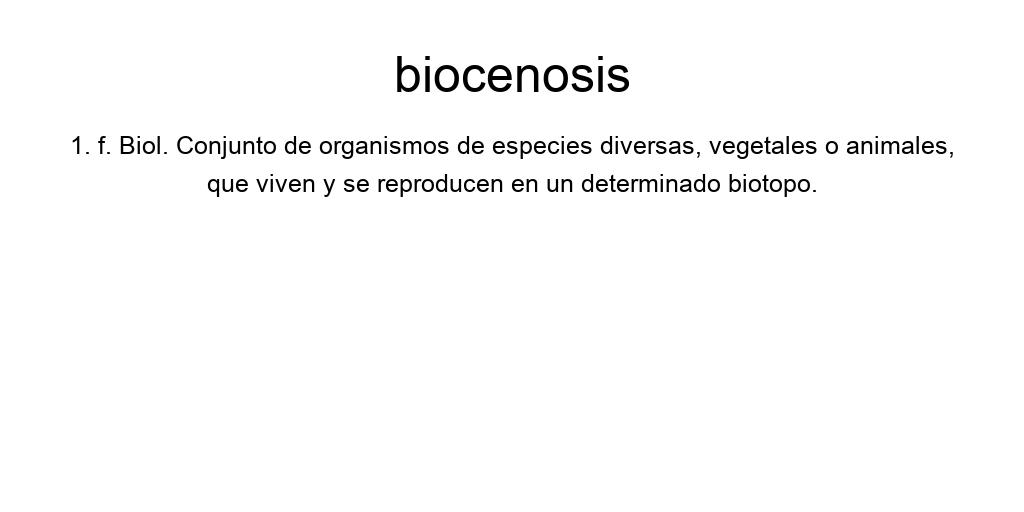 biocenosis
1. f. Biol. Conjunto de organismos de especies diversas, vegetales o animales,
que viven y se reproducen en un determinado biotopo.